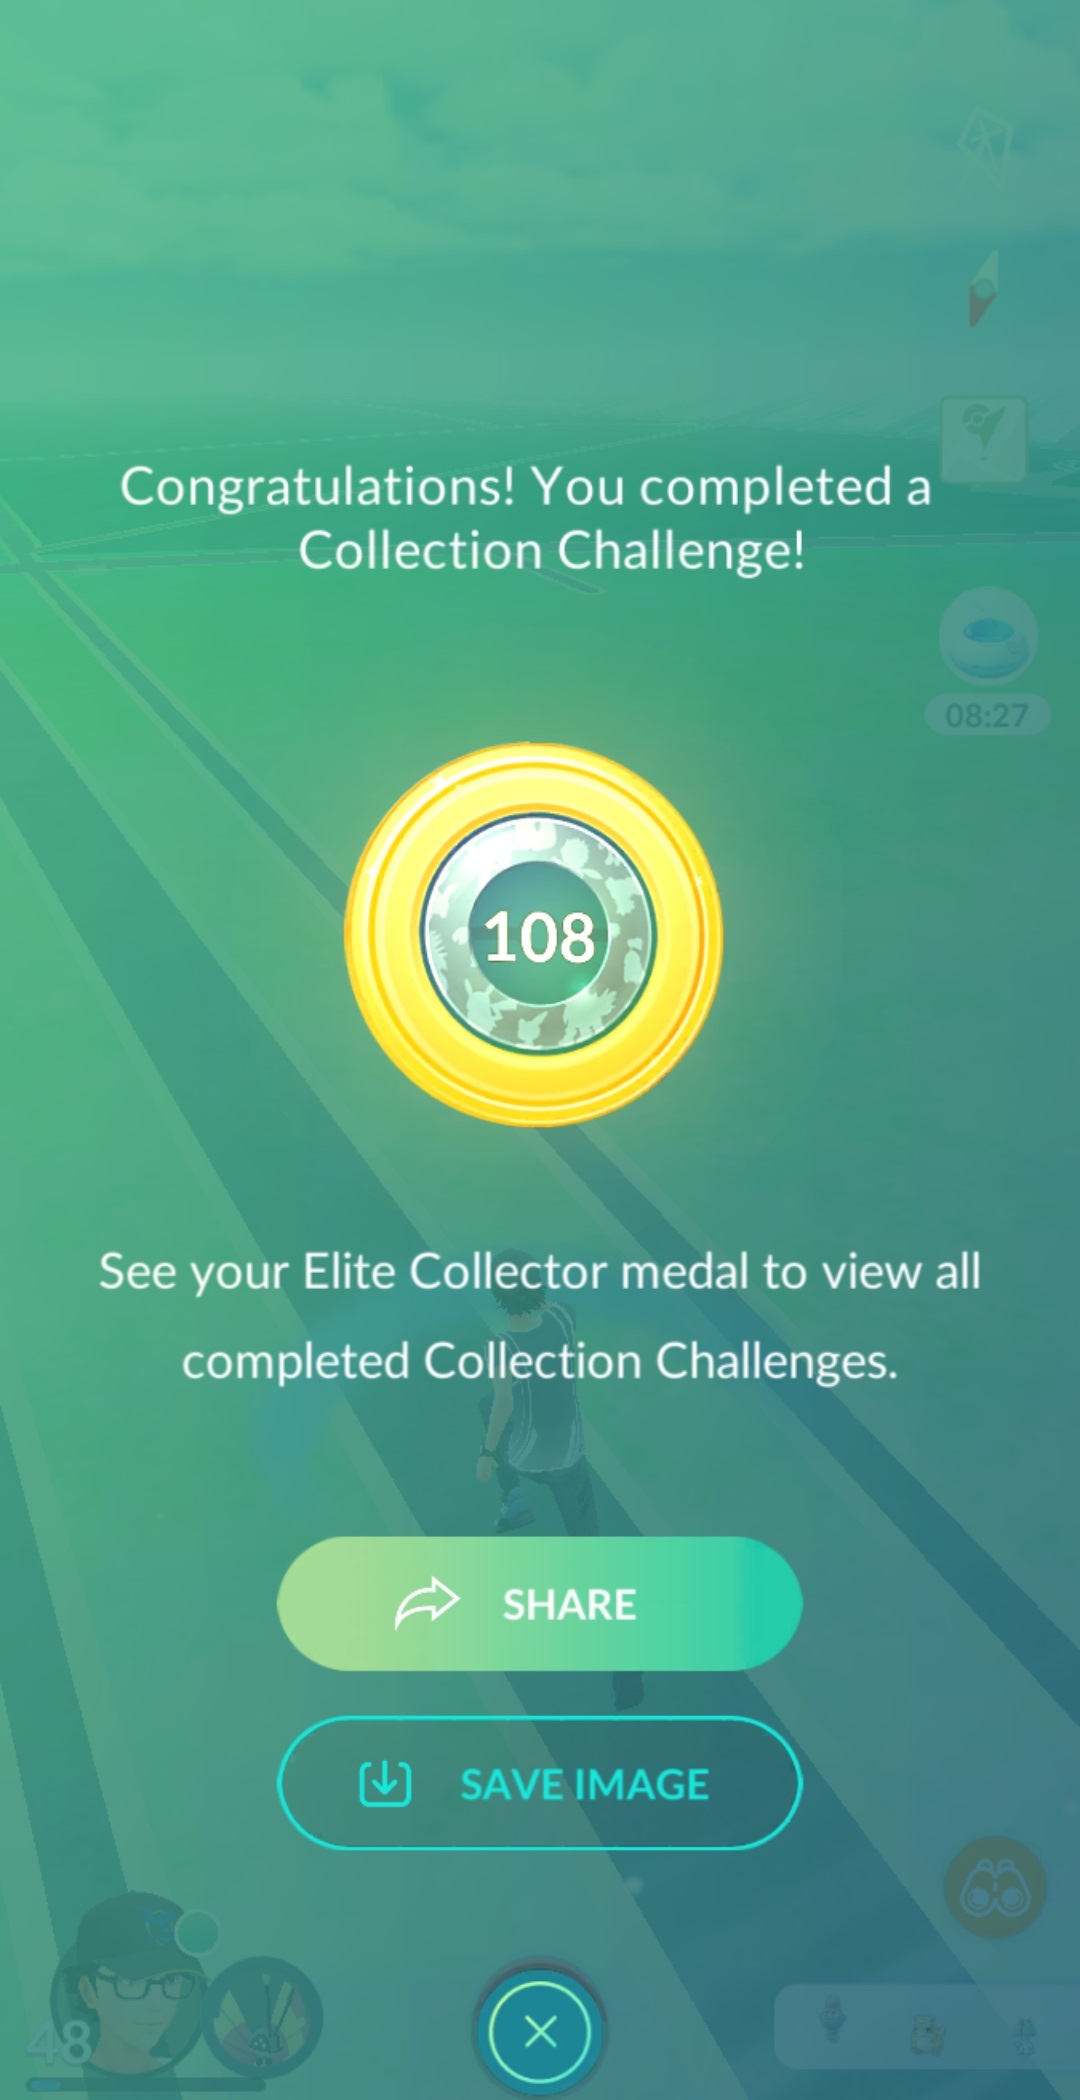 Congratulations! You completed a
Collection Challenge!
08:27
108
See your Elite Collector medal to view all
completed Collection Challenges.
SHARE
SAVE IMAGE
48